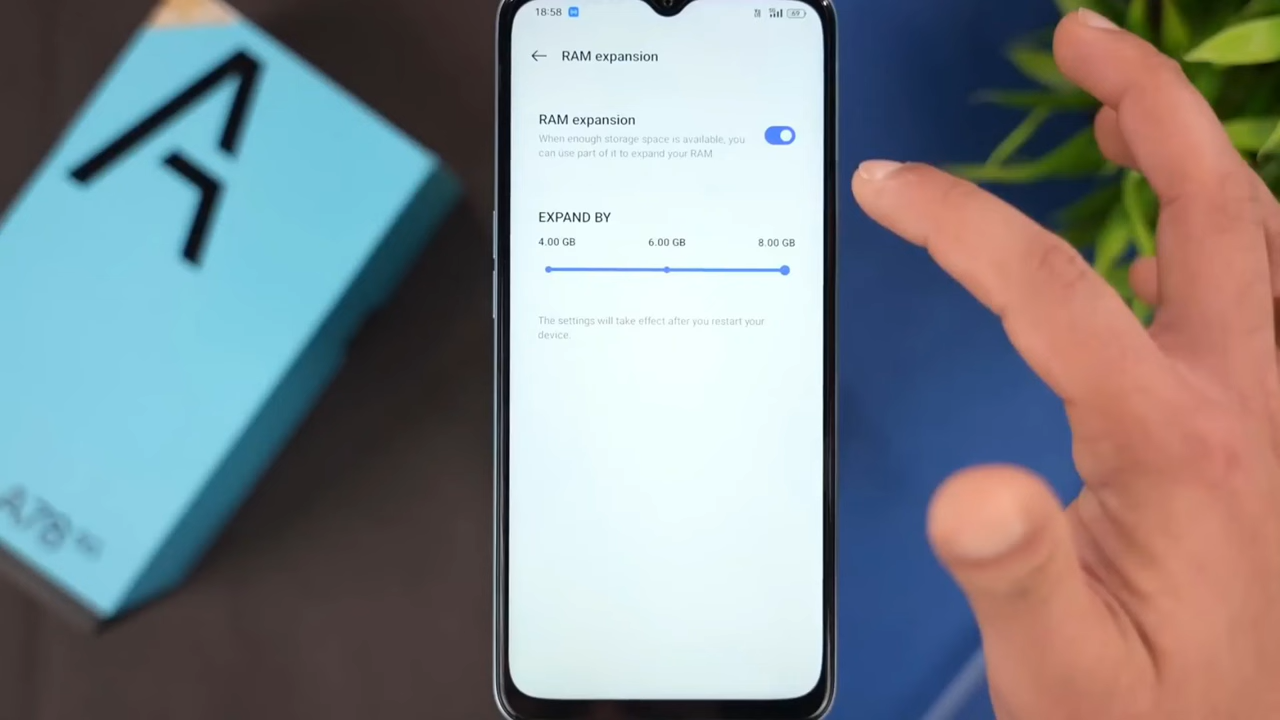 18:58
69
RAM expansion
RAM expansion
When enough storage space is available, you
can use part of it to expand your RAM.
EXPAND BY
4.00 GB 6.00 GB 8.00 GB
The settings will take effect after you restart your
device.
A
A78